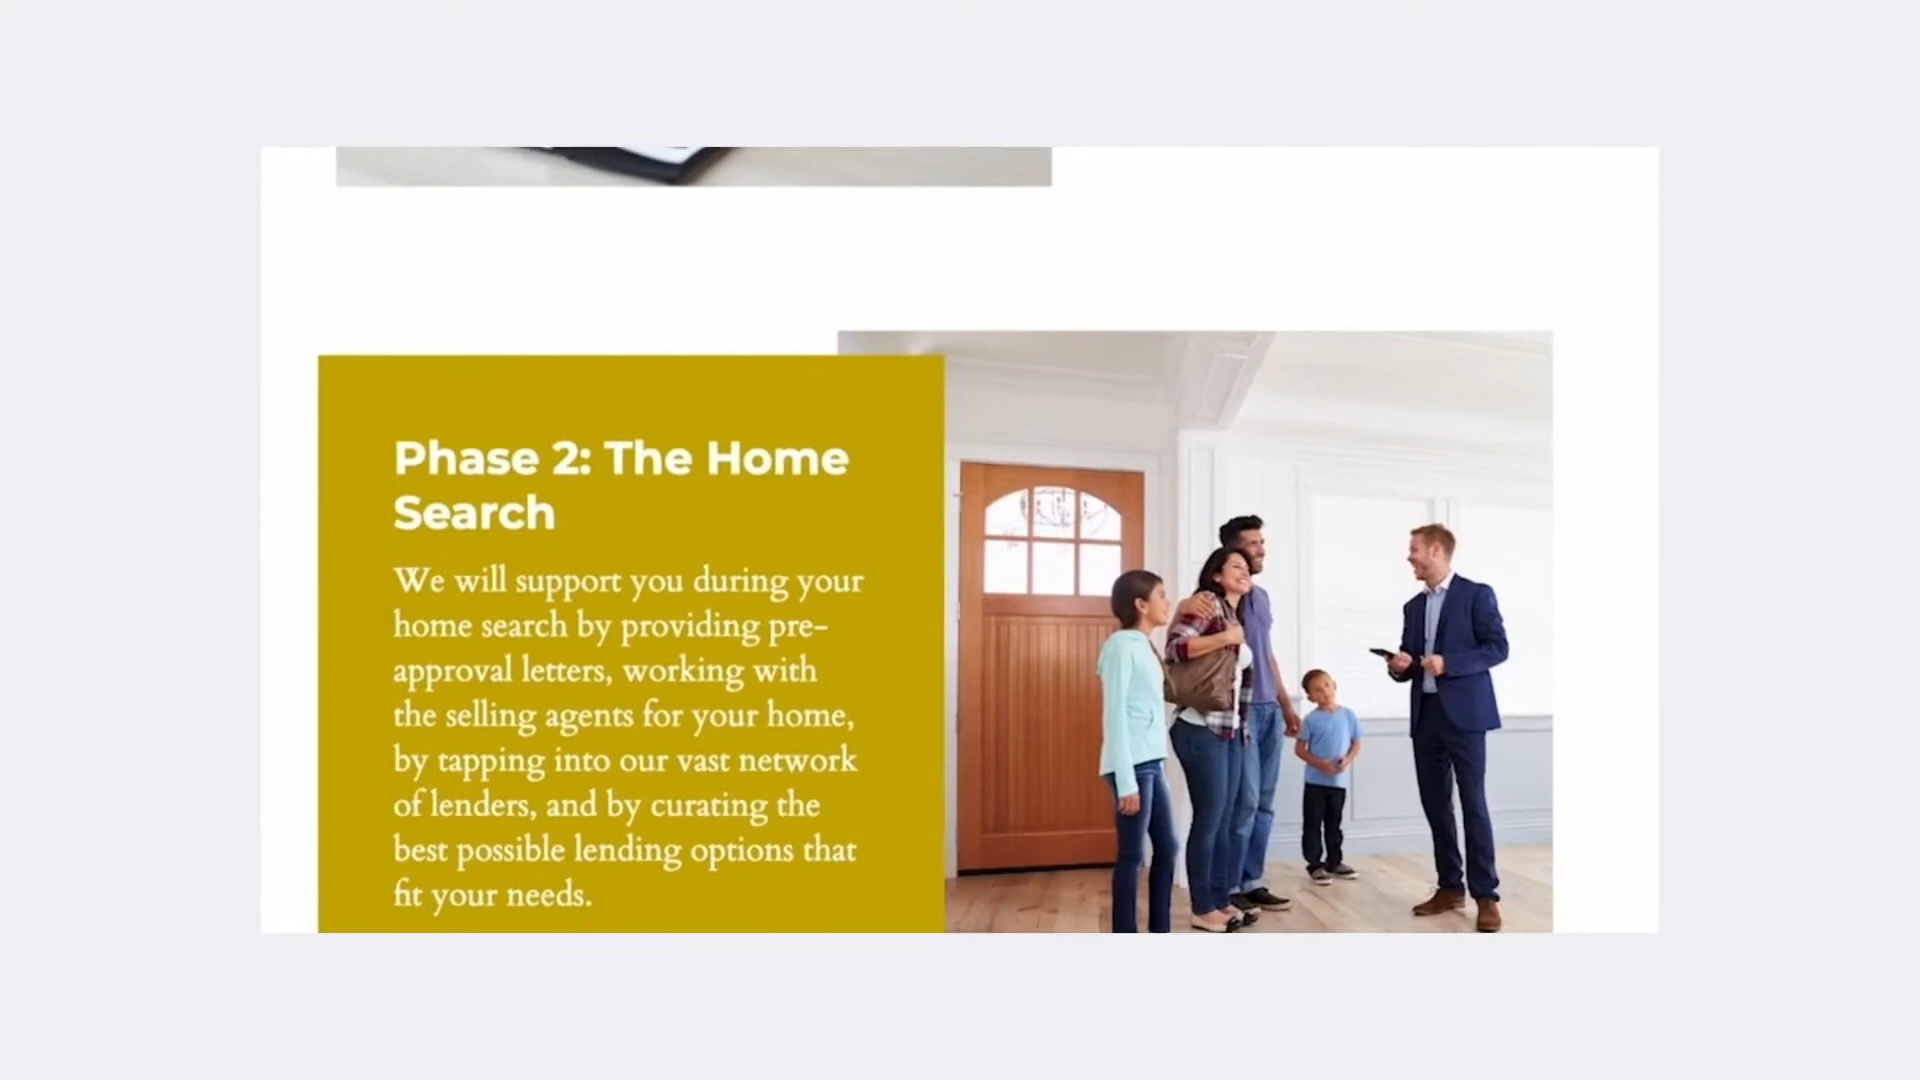 Phase 2: The Home
Search
We will support you during your
home search by providing pre-
approval letters, working with
the selling agents for your home,
by tapping into our vast network
of lenders, and by curating the
best possible lending options that
fit your needs.